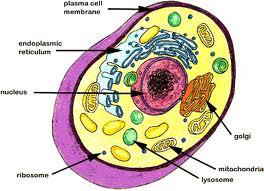 plasma cell
membrane
endoplasmic
reticulum
nucleus
golgi
mitochondria
ribosome
lysosome